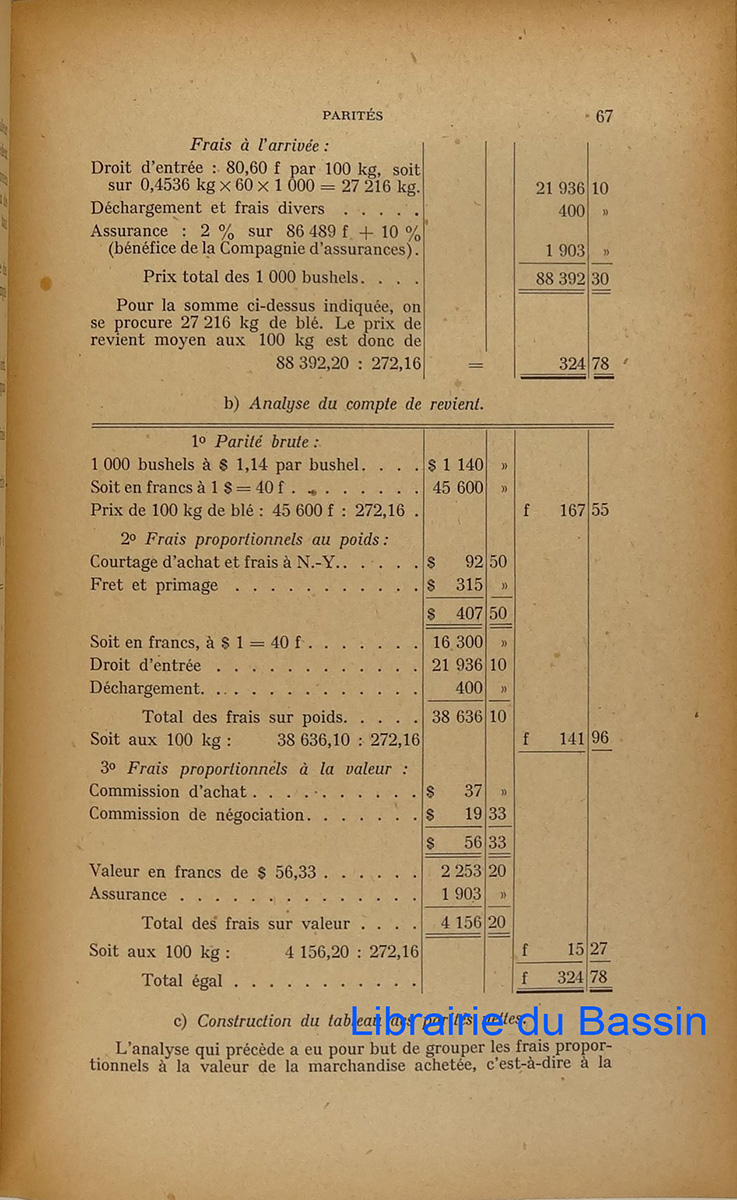 PARITÉS 67
Frais à l'arrivée :
Droit d'entrée : 80,60 f par 100 kg, soit
sur 0,4536 kg × 60 × 1 000 = 27 216 kg. 21 936 10
Déchargement et frais divers . . . . . 400 »
Assurance : 2 % sur 86 489 f + 10 %
(bénéfice de la Compagnie d'assurances). 1 903 »
Prix total des 1 000 bushels. . . . 88 392 30
Pour la somme ci-dessus indiquée, on
se procure 27 216 kg de blé. Le prix de
revient moyen aux 100 kg est donc de
88 392,20 : 272,16 = 324 78
b) Analyse du compte de revient.
1º Parité brute :
1 000 bushels à $ 1,14 par bushel. . . . $ 1 140 »
Soit en francs à 1 $ = 40 f . . . . . . . . 45 600 »
Prix de 100 kg de blé : 45 600 f : 272,16 . f 167 55
2º Frais proportionnels au poids :
Courtage d'achat et frais à N.-Y.. . . . . . $ 92 50
Fret et primage . . . . . . . . . . . . $ 315 »
$ 407 50
Soit en francs, à $ 1 = 40 f . . . . . . . 16 300 »
Droit d'entrée . . . . . . . . . . . . . 21 936 10
Déchargement. . . . . . . . . . . . . . 400 »
Total des frais sur poids. . . . . 38 636 10
Soit aux 100 kg : 38 636,10 : 272,16 f 141 96
3º Frais proportionnels à la valeur :
Commission d'achat . . . . . . . . . . . $ 37 »
Commission de négociation. . . . . . . . $ 19 33
$ 56 33
Valeur en francs de $ 56,33 . . . . . . 2 253 20
Assurance . . . . . . . . . . . . . . . 1 903 »
Total des frais sur valeur . . . . 4 156 20
Soit aux 100 kg : 4 156,20 : 272,16 f 15 27
Total égal . . . . . . . . . . . f 324 78
c) Construction du tableau des parités nettes.
Librairie du Bassin
L'analyse qui précède a eu pour but de grouper les frais propor-
tionnels à la valeur de la marchandise achetée, c'est-à-dire à la